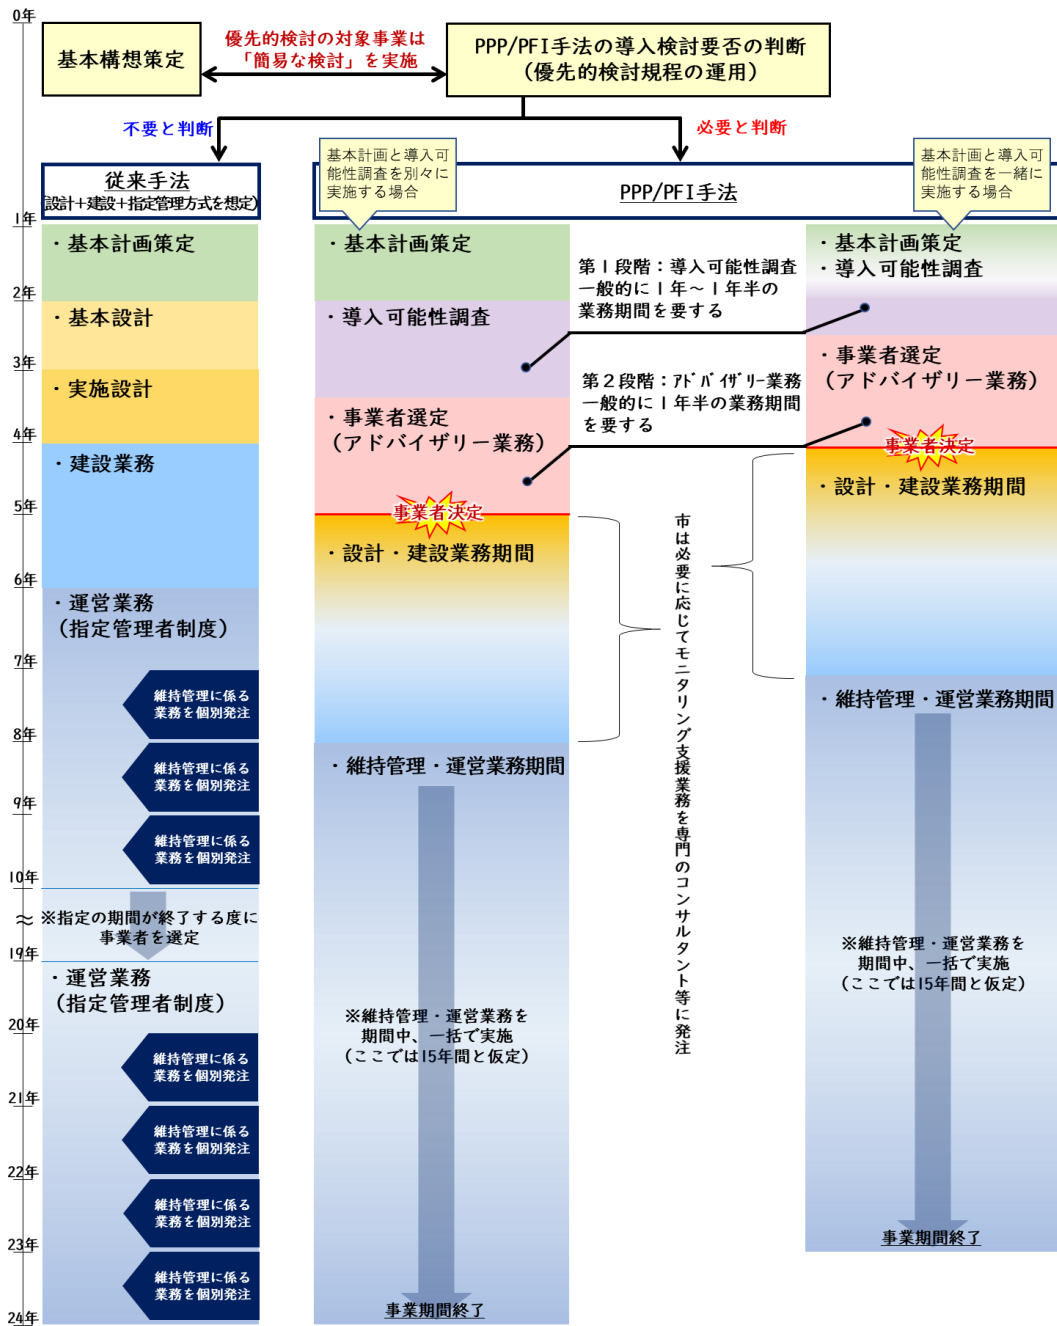 0年
基本構想策定
優先的検討の対象事業は
「簡易な検討」を実施
PPP/PFI手法の導入検討要否の判断
(優先的検討規程の運用)
不要と判断
必要と判断
従来手法
(設計+建設+指定管理方式を想定)
基本計画と導入可
能性調査を別々に
実施する場合
PPP/PFI手法
基本計画と導入可
能性調査を一緒に
実施する場合
1年
・基本計画策定
2年
・基本設計
3年
・実施設計
4年
・建設業務
5年
6年
・運営業務
(指定管理者制度)
7年
維持管理に係る
業務を個別発注
8年
維持管理に係る
業務を個別発注
9年
維持管理に係る
業務を個別発注
10年
≈
※指定の期間が終了する度に
事業者を選定
19年
・運営業務
(指定管理者制度)
20年
維持管理に係る
業務を個別発注
21年
維持管理に係る
業務を個別発注
22年
維持管理に係る
業務を個別発注
23年
維持管理に係る
業務を個別発注
24年
・基本計画策定
・導入可能性調査
・事業者選定
(アドバイザリー業務)
事業者決定
・設計・建設業務期間
・維持管理・運営業務期間
※維持管理・運営業務を
期間中、一括で実施
(ここでは15年間と仮定)
事業期間終了
第1段階:導入可能性調査
一般的に1年~1年半の
業務期間を要する
第2段階:ｱﾄﾞﾊﾞｲｻﾞﾘｰ業務
一般的に1年半の業務期間
を要する
市は必要に応じてモニタリング支援業務を専門のコンサルタント等に発注
・基本計画策定
・導入可能性調査
・事業者選定
(アドバイザリー業務)
事業者決定
・設計・建設業務期間
・維持管理・運営業務期間
※維持管理・運営業務を
期間中、一括で実施
(ここでは15年間と仮定)
事業期間終了